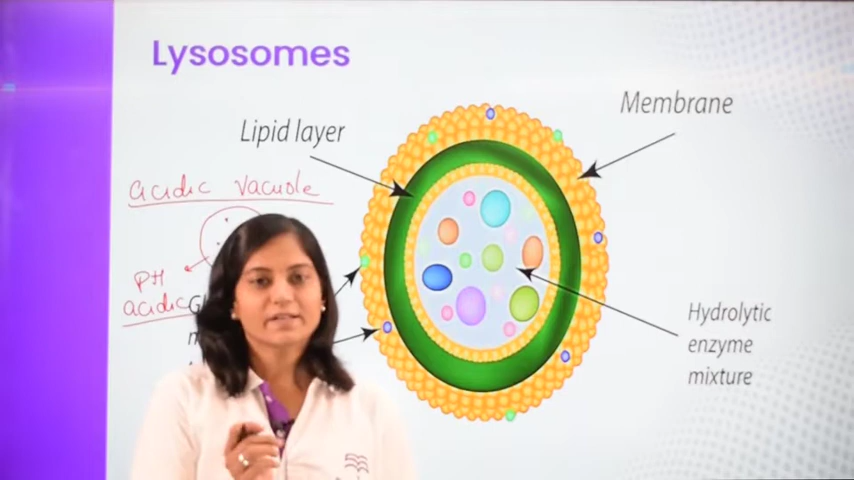 Lysosomes
Membrane
Lipid layer
acidic vacuole
PH
acidic
Hydrolytic
enzyme
mixture